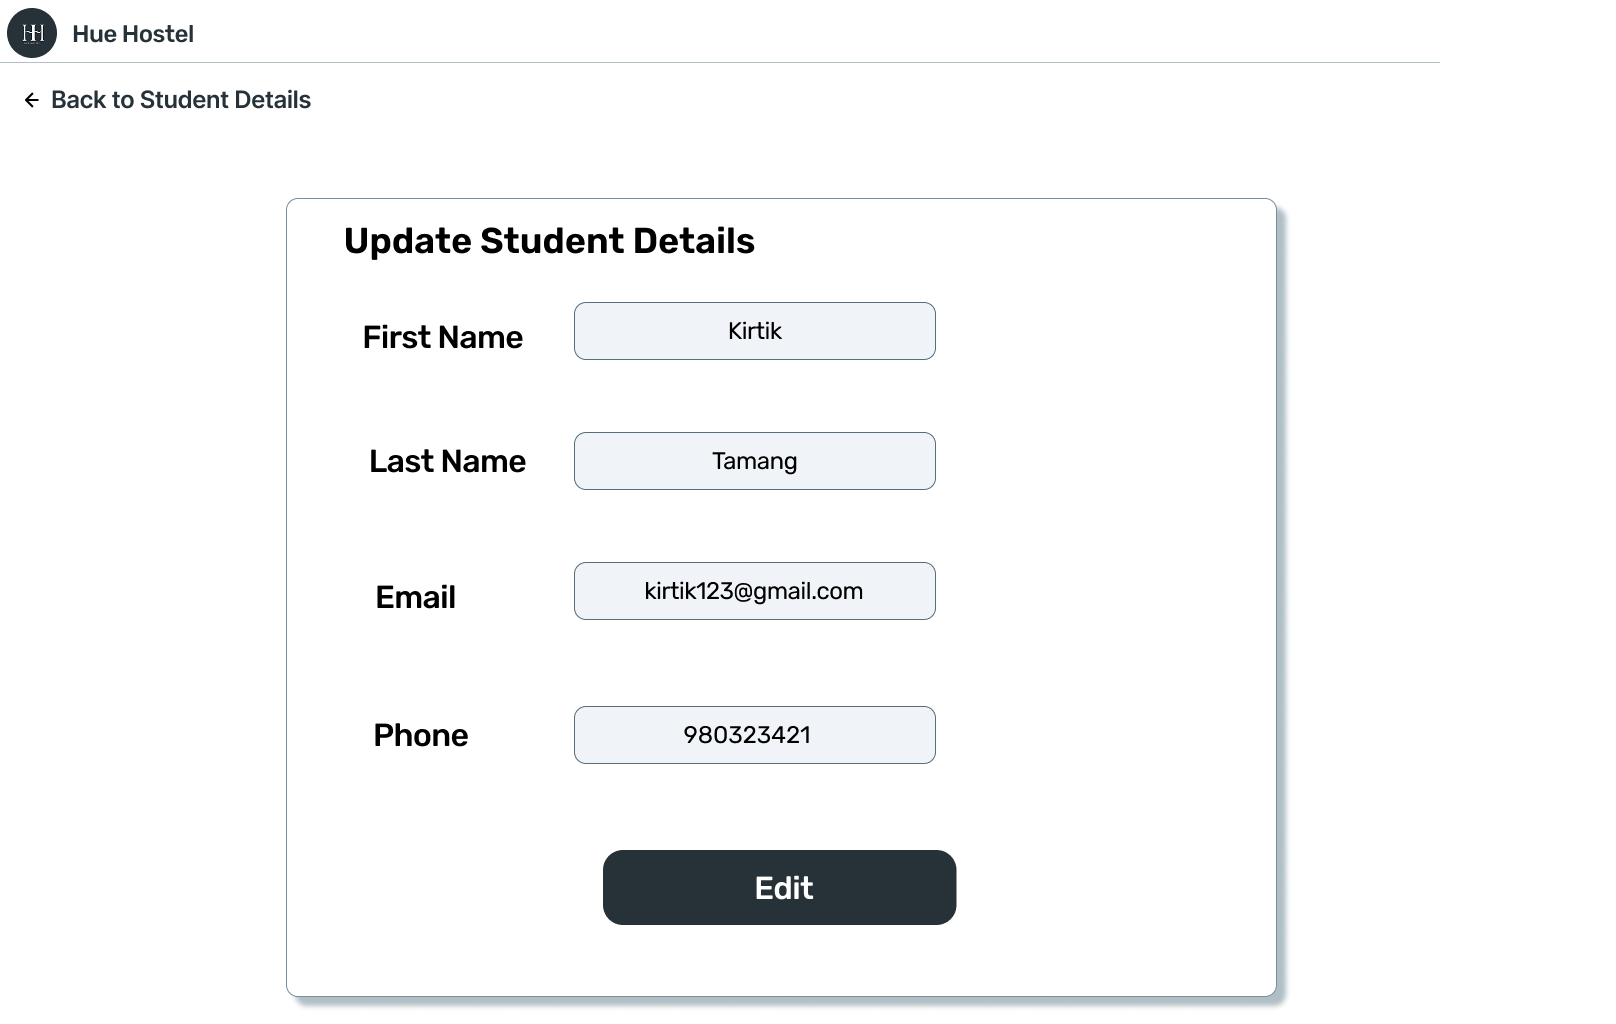 HH
Hue Hostel
Back to Student Details
Update Student Details
First Name
Kirtik
Last Name
Tamang
Email
kirtik123@gmail.com
Phone
980323421
Edit